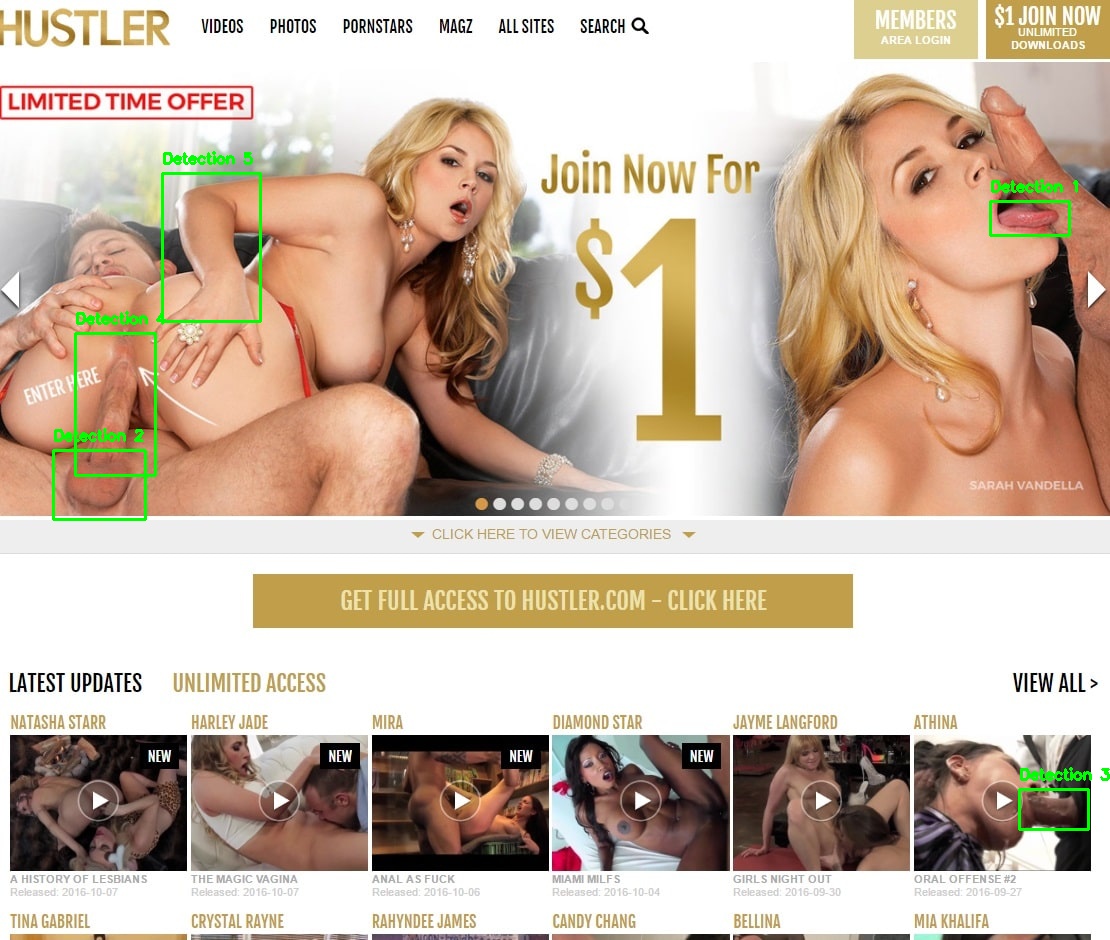 HUSTLER
VIDEOS PHOTOS PORNSTARS MAGZ ALL SITES SEARCH
MEMBERS
AREA LOGIN
$1 JOIN NOW
UNLIMITED
DOWNLOADS
LIMITED TIME OFFER
Detection 5
Join Now For
$1
Detection 1
Detection 4
ENTER HERE
Detection 2
SARAH VANDELLA
CLICK HERE TO VIEW CATEGORIES
GET FULL ACCESS TO HUSTLER.COM - CLICK HERE
LATEST UPDATES UNLIMITED ACCESS VIEW ALL >
NATASHA STARR HARLEY JADE MIRA DIAMOND STAR JAYME LANGFORD ATHINA
NEW NEW NEW NEW
Detection 3
A HISTORY OF LESBIANS THE MAGIC VAGINA ANAL AS FUCK MIAMI MILFS GIRLS NIGHT OUT ORAL OFFENSE #2
Released: 2016-10-07 Released: 2016-10-07 Released: 2016-10-06 Released: 2016-10-04 Released: 2016-09-30 Released: 2016-09-27
TINA GABRIEL CRYSTAL RAYNE RAHYNDEE JAMES CANDY CHANG BELLINA MIA KHALIFA